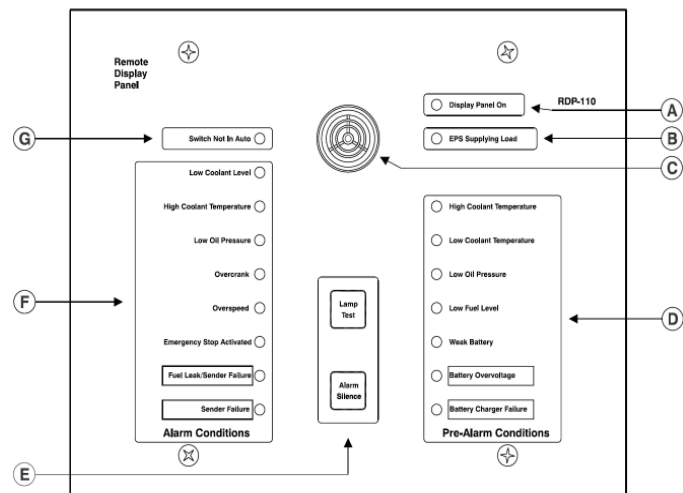 Remote
Display
Panel
Display Panel On
RDP-110
A
G
Switch Not In Auto
EPS Supplying Load
B
C
Low Coolant Level
High Coolant Temperature
Low Oil Pressure
Overcrank
Overspeed
Emergency Stop Activated
Fuel Leak/Sender Failure
Sender Failure
Alarm Conditions
F
Lamp
Test
Alarm
Silence
E
High Coolant Temperature
Low Coolant Temperature
Low Oil Pressure
Low Fuel Level
Weak Battery
Battery Overvoltage
Battery Charger Failure
Pre-Alarm Conditions
D